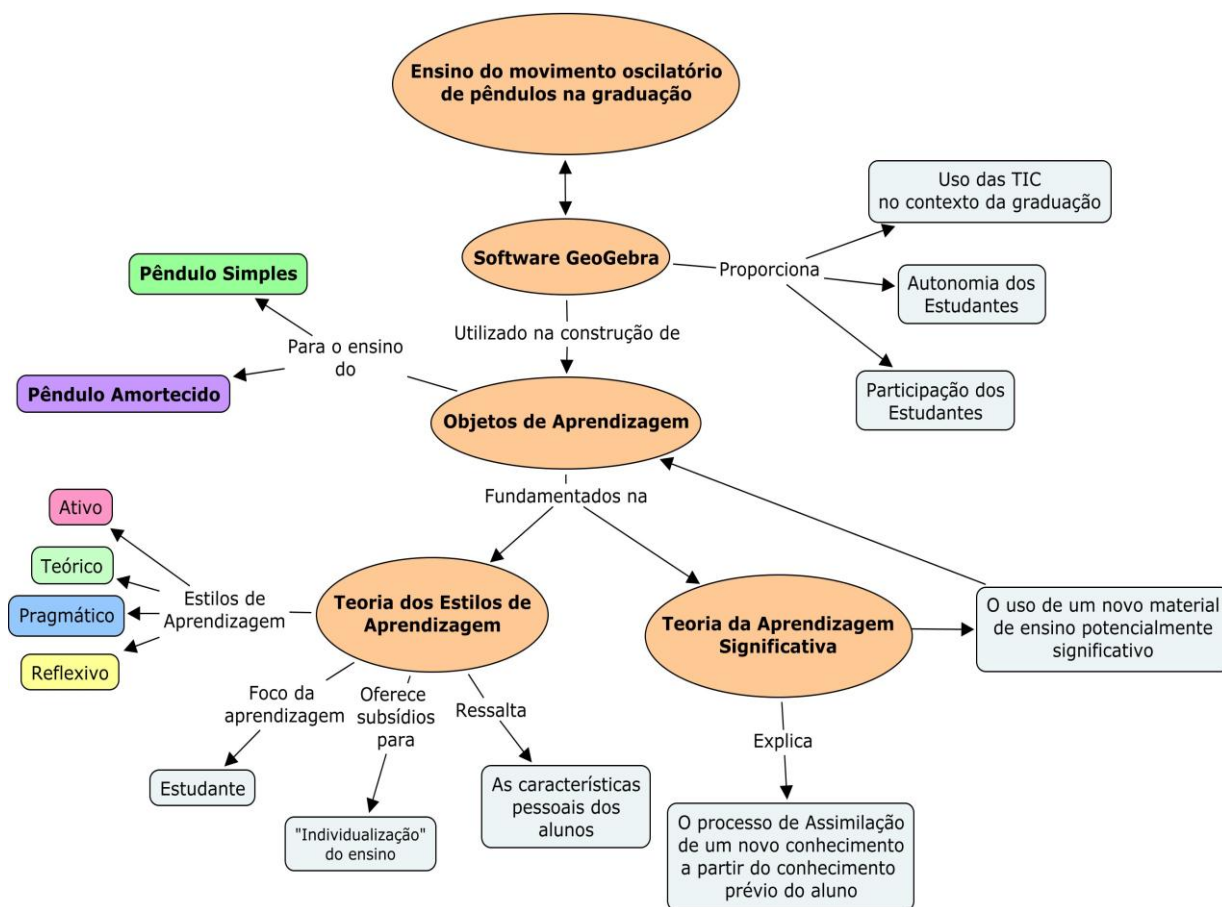 Ensino do movimento oscilatório
de pêndulos na graduação
Uso das TIC
no contexto da graduação
Software GeoGebra
Proporciona
Pêndulo Simples
Autonomia dos
Estudantes
Utilizado na construção de
Para o ensino
do
Pêndulo Amortecido
Participação dos
Estudantes
Objetos de Aprendizagem
Fundamentados na
Ativo
Teórico
Pragmático
Reflexivo
Estilos de
Aprendizagem
Teoria dos Estilos de
Aprendizagem
Teoria da Aprendizagem
Significativa
O uso de um novo material
de ensino potencialmente
significativo
Foco da
aprendizagem
Oferece
subsídios
para
Ressalta
Explica
Estudante
"Individualização"
do ensino
As características
pessoais dos
alunos
O processo de Assimilação
de um novo conhecimento
a partir do conhecimento
prévio do aluno